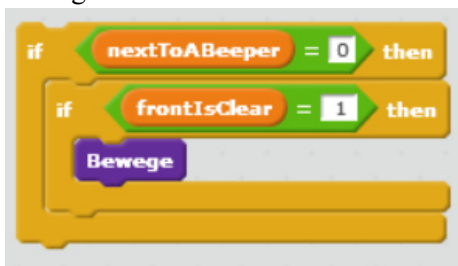 if nextToABeeper = 0 then
if frontIsClear = 1 then
Bewege